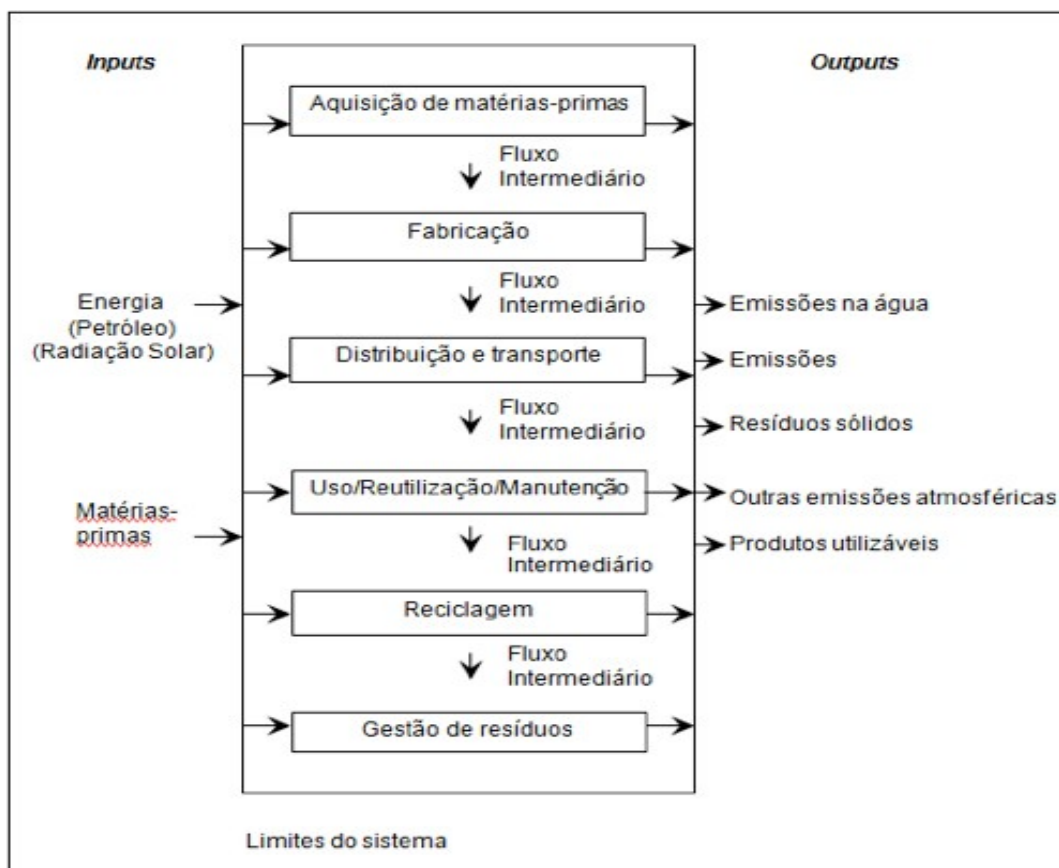 Inputs
Outputs
Aquisição de matérias-primas
Fluxo
Intermediário
Fabricação
Fluxo
Intermediário
Energia
(Petróleo)
(Radiação Solar)
Emissões na água
Distribuição e transporte
Emissões
Fluxo
Intermediário
Resíduos sólidos
Uso/Reutilização/Manutenção
Outras emissões atmosféricas
Matérias-
primas
Fluxo
Intermediário
Produtos utilizáveis
Reciclagem
Fluxo
Intermediário
Gestão de resíduos
Limites do sistema